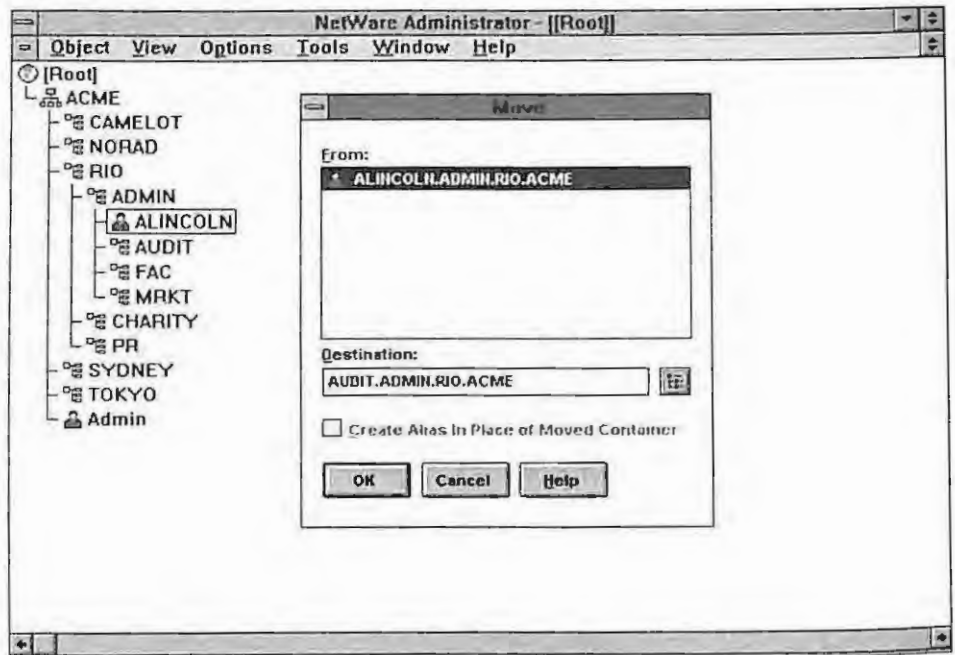 NetWare Administrator - [[Root]]
Object View Options Tools Window Help
[Root]
ACME
CAMELOT
NORAD
RIO
ADMIN
ALINCOLN
AUDIT
FAC
MRKT
CHARITY
PR
SYDNEY
TOKYO
Admin
Move
From:
ALINCOLN.ADMIN.RIO.ACME
Destination:
AUDIT.ADMIN.RIO.ACME
Create Alias In Place of Moved Container
OK Cancel Help